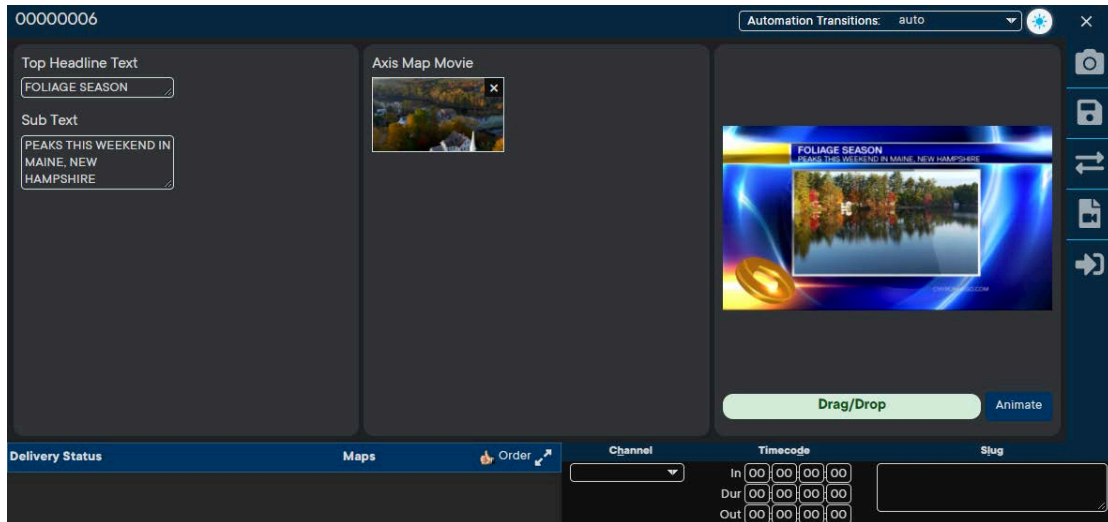 00000006
Automation Transitions: auto
Top Headline Text
FOLIAGE SEASON
Sub Text
PEAKS THIS WEEKEND IN
MAINE, NEW
HAMPSHIRE
Axis Map Movie
FOLIAGE SEASON
PEAKS THIS WEEKEND IN MAINE, NEW HAMPSHIRE
Drag/Drop
Animate
Delivery Status
Maps
Order
Channel
Timecode
Slug
In 00:00:00:00
Dur 00:00:00:00
Out 00:00:00:00